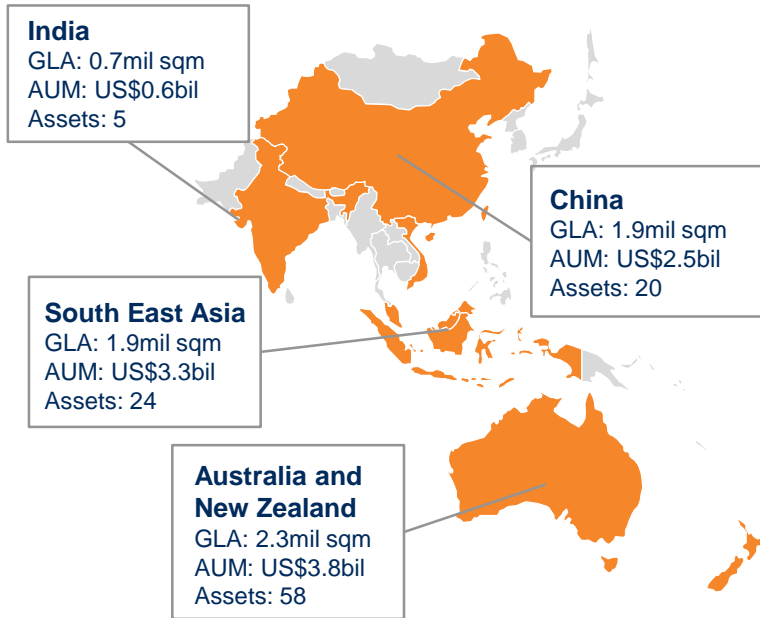 India
GLA: 0.7mil sqm
AUM: US$0.6bil
Assets: 5
China
GLA: 1.9mil sqm
AUM: US$2.5bil
Assets: 20
South East Asia
GLA: 1.9mil sqm
AUM: US$3.3bil
Assets: 24
Australia and
New Zealand
GLA: 2.3mil sqm
AUM: US$3.8bil
Assets: 58